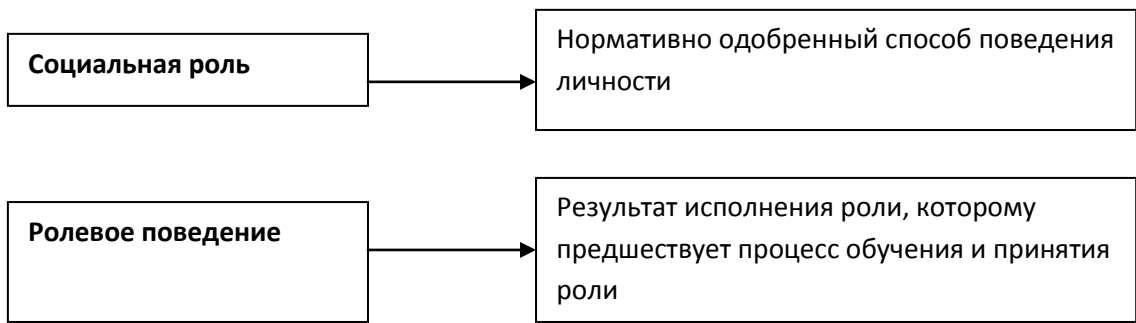 Социальная роль
Нормативно одобренный способ поведения
личности
Ролевое поведение
Результат исполнения роли, которому
предшествует процесс обучения и принятия
роли